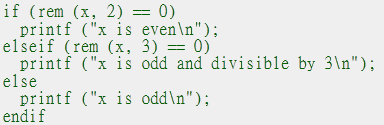 if (rem (x, 2) == 0)
  printf ("x is even\n");
elseif (rem (x, 3) == 0)
  printf ("x is odd and divisible by 3\n");
else
  printf ("x is odd\n");
endif